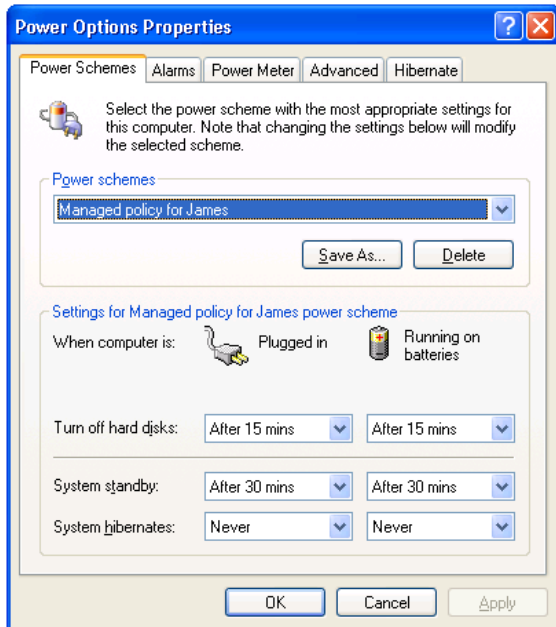 Power Options Properties
Power Schemes Alarms Power Meter Advanced Hibernate
Select the power scheme with the most appropriate settings for
this computer. Note that changing the settings below will modify
the selected scheme.
Power schemes
Managed policy for James
Save As... Delete
Settings for Managed policy for James power scheme
When computer is: Plugged in Running on
batteries
Turn off hard disks: After 15 mins After 15 mins
System standby: After 30 mins After 30 mins
System hibernates: Never Never
OK Cancel Apply